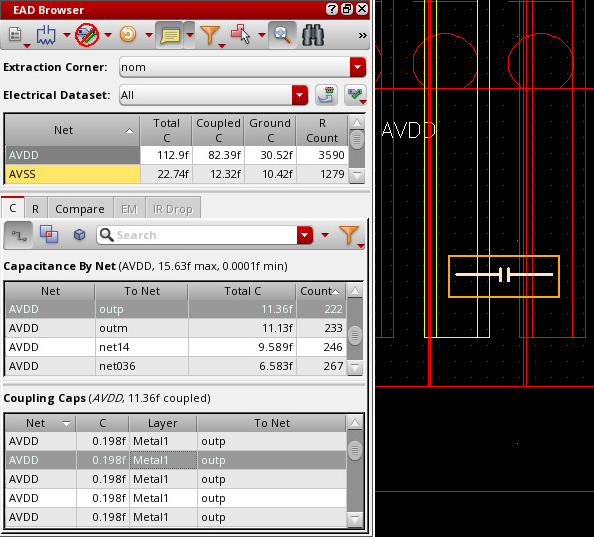 EAD Browser
Extraction Corner: nom
Electrical Dataset: All
Net Total C Coupled C Ground C R Count
AVDD 112.9f 82.39f 30.52f 3590
AVSS 22.74f 12.32f 10.42f 1279
C R Compare EM IR Drop
Search
Capacitance By Net (AVDD, 15.63f max, 0.0001f min)
Net To Net Total C Count
AVDD outp 11.36f 222
AVDD outm 11.13f 233
AVDD net14 9.589f 246
AVDD net036 6.583f 267
Coupling Caps (AVDD, 11.36f coupled)
Net C Layer To Net
AVDD 0.198f Metal1 outp
AVDD 0.198f Metal1 outp
AVDD 0.198f Metal1 outp
AVDD 0.198f Metal1 outp
AVDD 0.198f Metal1 outp
AVDD